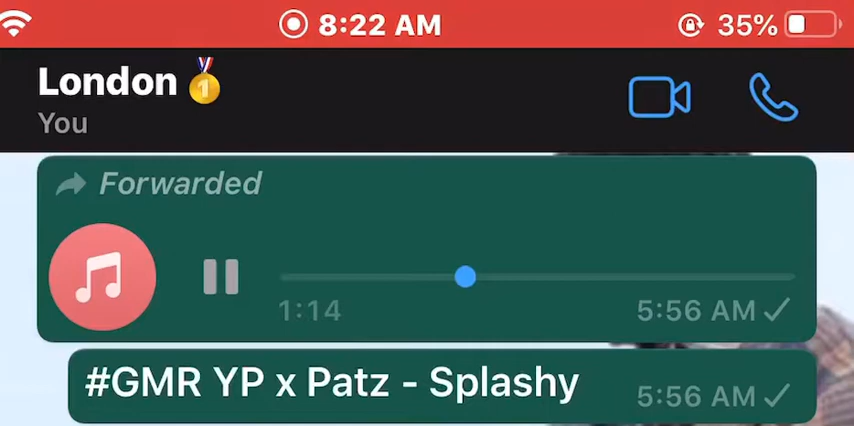 8:22 AM 35%
London 🥇
You
Forwarded
1:14 5:56 AM
#GMR YP x Patz - Splashy 5:56 AM